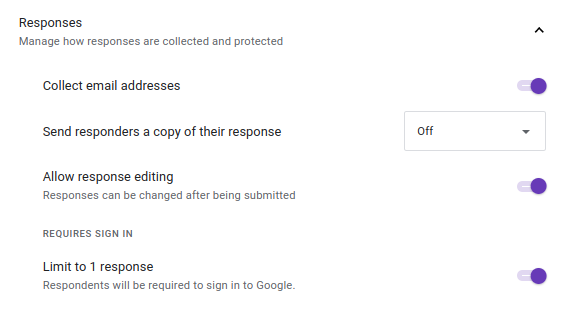 Responses
Manage how responses are collected and protected
Collect email addresses
Send responders a copy of their response
Off
Allow response editing
Responses can be changed after being submitted
REQUIRES SIGN IN
Limit to 1 response
Respondents will be required to sign in to Google.